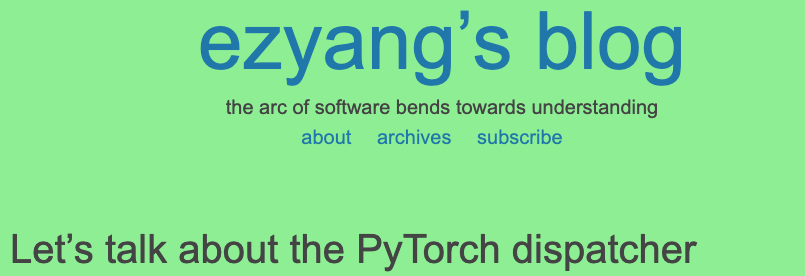 ezyang’s blog
the arc of software bends towards understanding
about archives subscribe
Let’s talk about the PyTorch dispatcher